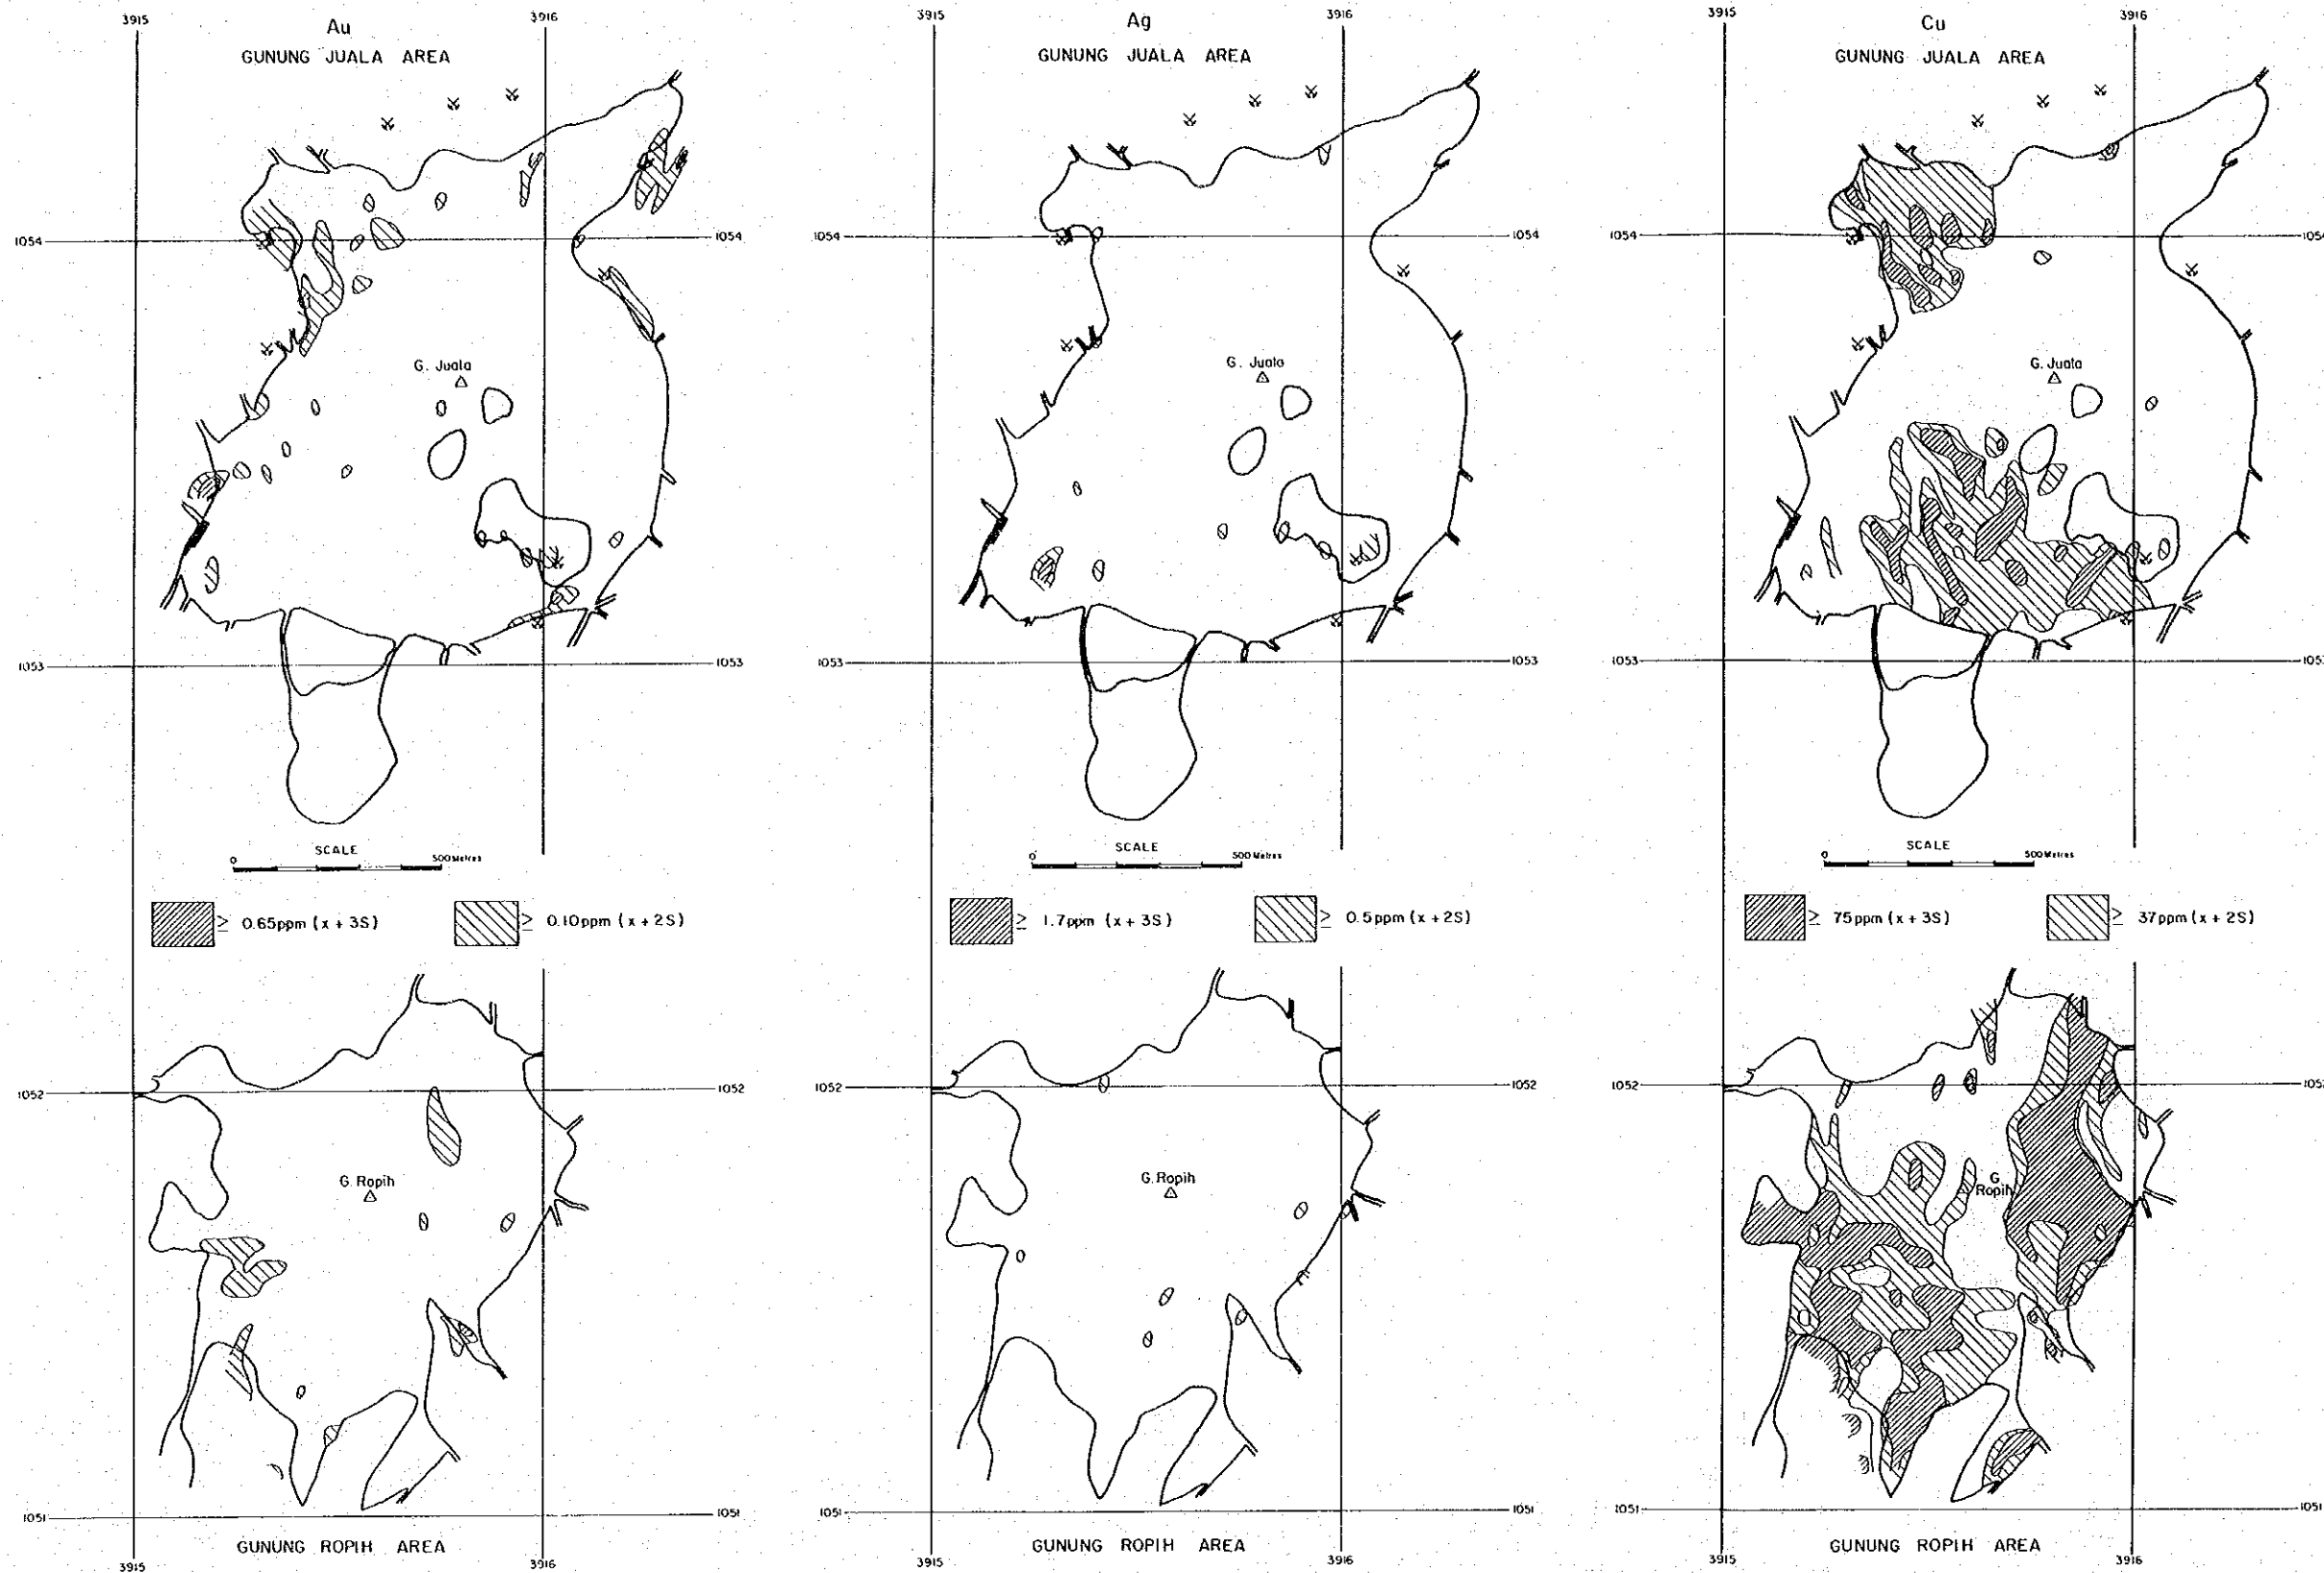 3915
3916
Au
GUNUNG JUALA AREA
1054
1054
G. Juala
1053
1053
SCALE
0
500 Metres
≥ 0.65ppm (x + 3S)
≥ 0.10ppm (x + 2S)
1052
1052
G. Ropih
1051
1051
GUNUNG ROPIH AREA
3915
3916
3915
3916
Ag
GUNUNG JUALA AREA
1054
1054
G. Juala
1053
1053
SCALE
0
500 Metres
≥ 1.7ppm (x + 3S)
≥ 0.5ppm (x + 2S)
1052
1052
G. Ropih
1051
1051
GUNUNG ROPIH AREA
3915
3916
3915
3916
Cu
GUNUNG JUALA AREA
1054
G. Juala
1053
SCALE
0
500 Metres
≥ 75ppm (x + 3S)
≥ 37ppm (x + 2S)
1052
G.
Ropih
1051
1051
GUNUNG ROPIH AREA
3915
3916